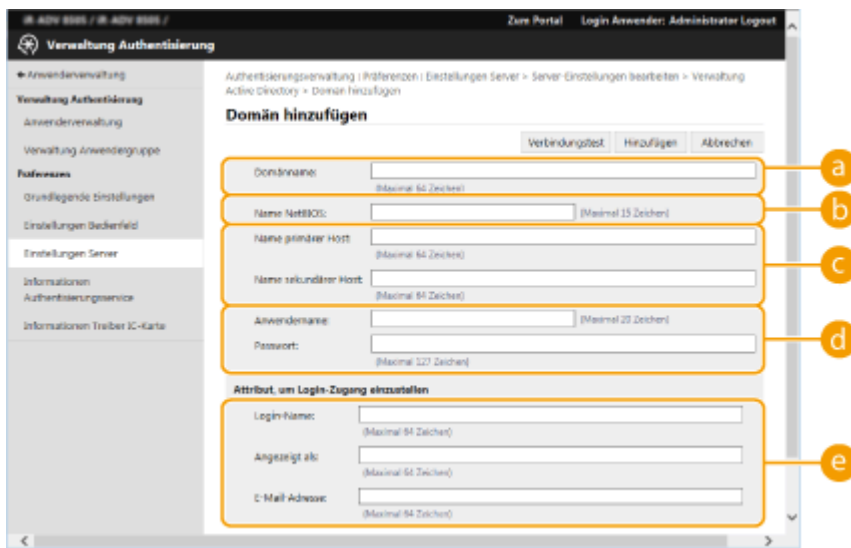 iR-ADV 8505 / iR-ADV 8505 /
Zum Portal Login Anwender: Administrator Logout
Verwaltung Authentisierung
Anwenderverwaltung
Verwaltung Authentisierung
Anwenderverwaltung
Verwaltung Anwendergruppe
Präferenzen
Grundlegende Einstellungen
Einstellungen Bedienfeld
Einstellungen Server
Informationen
Authentisierungsservice
Informationen Treiber IC-Karte
Authentisierungsverwaltung : Präferenzen : Einstellungen Server > Server-Einstellungen bearbeiten > Verwaltung
Active Directory > Domän hinzufügen
Domän hinzufügen
Verbindungstest Hinzufügen Abbrechen
Domänname:
(Maximal 64 Zeichen)
a
Name NetBIOS: (Maximal 15 Zeichen)
b
Name primärer Host:
(Maximal 64 Zeichen)
Name sekundärer Host:
(Maximal 64 Zeichen)
c
Anwendername: (Maximal 20 Zeichen)
Passwort:
(Maximal 127 Zeichen)
d
Attribut, um Login-Zugang einzustellen
Login-Name:
(Maximal 64 Zeichen)
Angezeigt als:
(Maximal 64 Zeichen)
E-Mail-Adresse:
(Maximal 64 Zeichen)
e